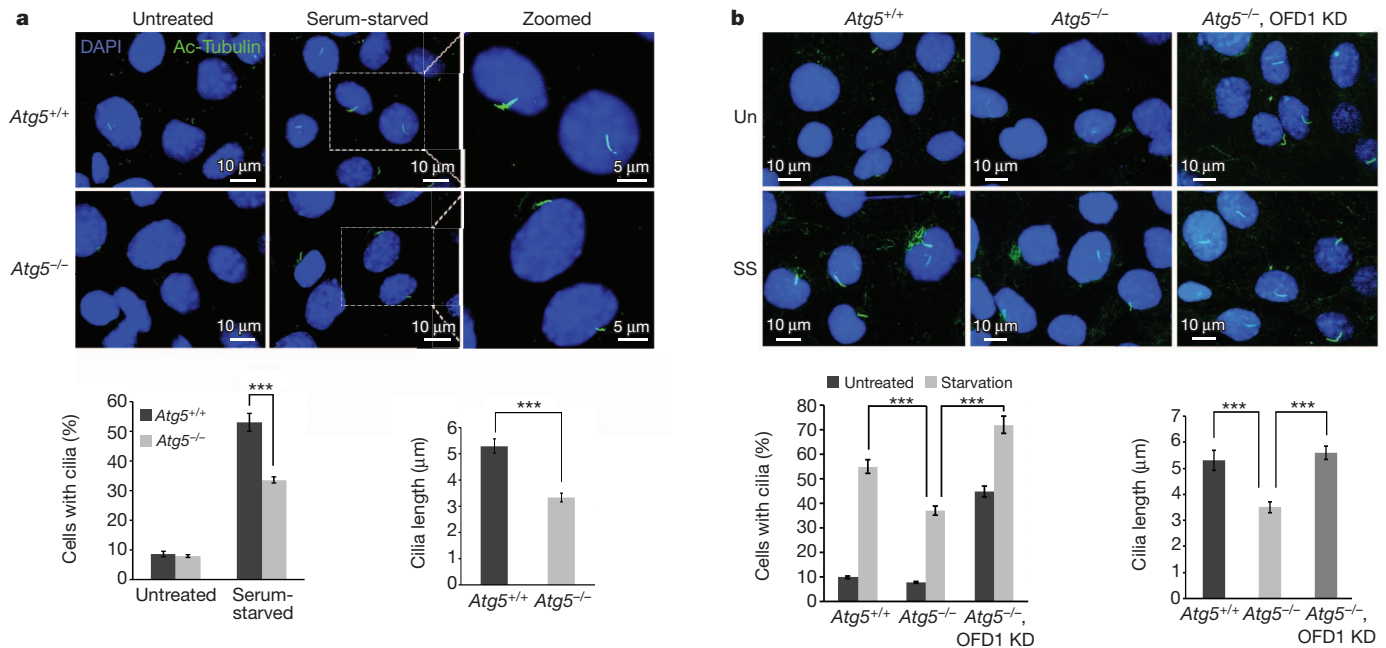 a
Untreated
Serum-starved
Zoomed
DAPI
Ac-Tubulin
Atg5+/+
10 μm
10 μm
5 μm
Atg5–/–
10 μm
10 μm
5 μm
Cells with cilia (%)
60
50
40
30
20
10
0
Atg5+/+
Atg5–/–
***
Untreated
Serum-
starved
Cilia length (μm)
6
5
4
3
2
1
0
***
Atg5+/+
Atg5–/–
b
Atg5+/+
Atg5–/–
Atg5–/–, OFD1 KD
Un
10 μm
10 μm
10 μm
SS
10 μm
10 μm
10 μm
Untreated
Starvation
Cells with cilia (%)
80
70
60
50
40
30
20
10
0
***
***
Atg5+/+
Atg5–/–
Atg5–/–,
OFD1 KD
Cilia length (μm)
7
6
5
4
3
2
1
0
***
***
Atg5+/+
Atg5–/–
Atg5–/–,
OFD1 KD